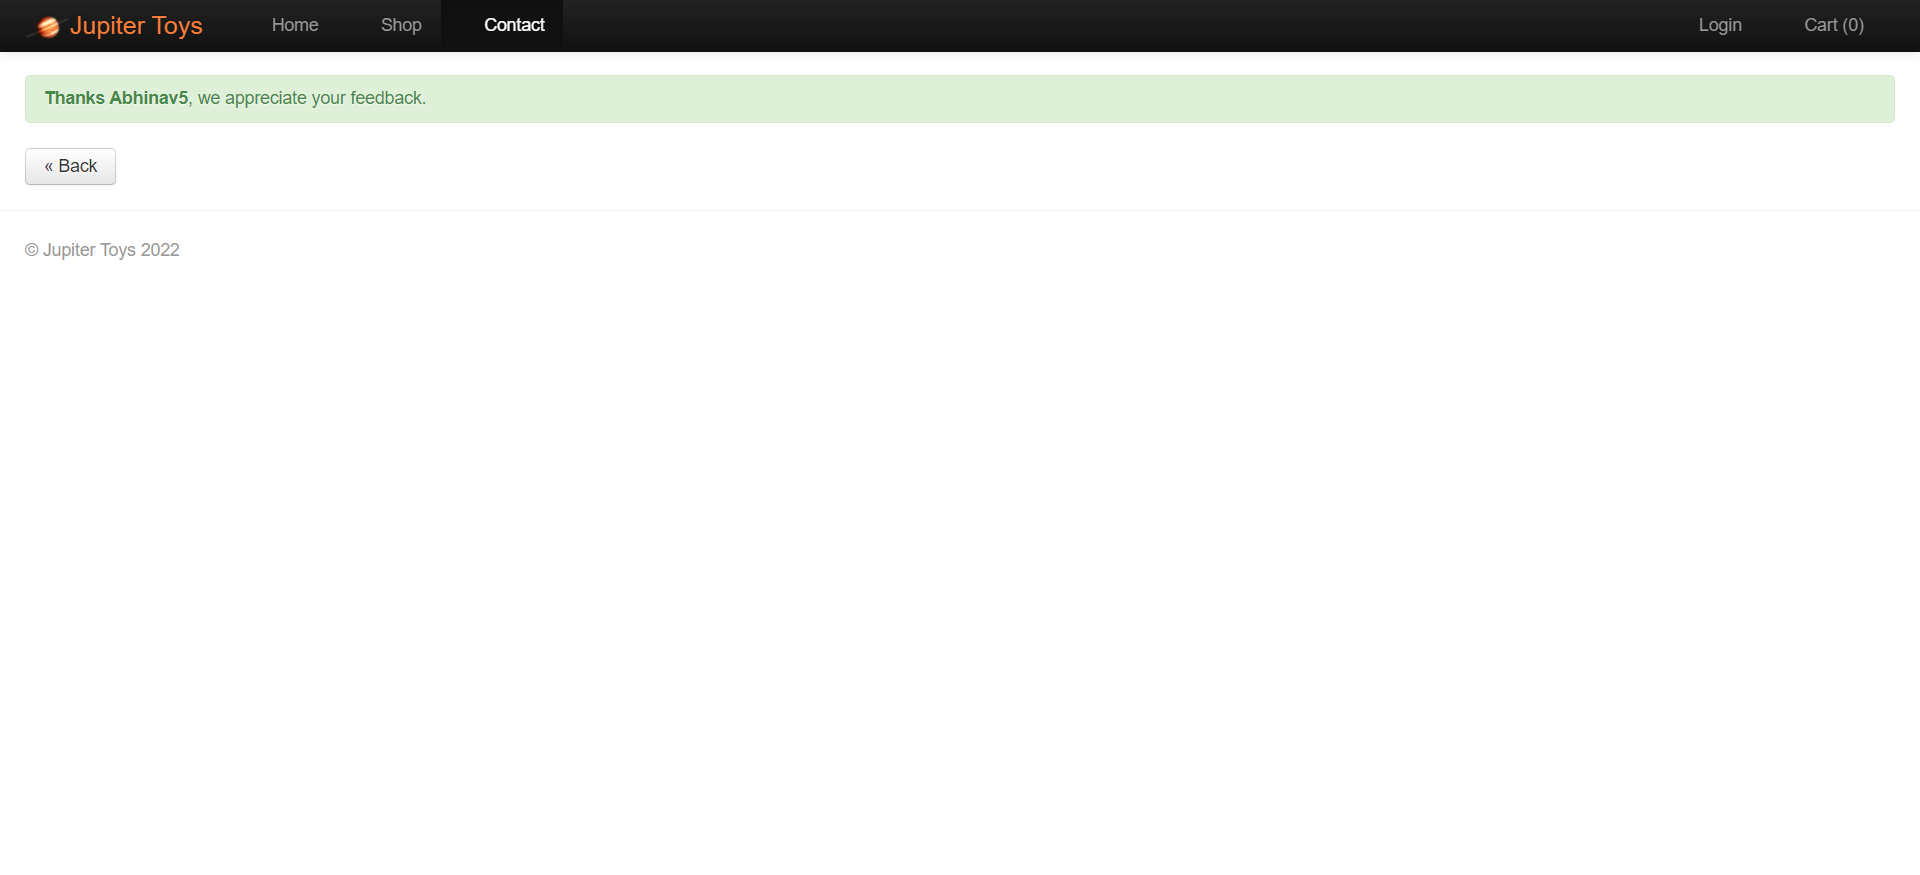 Jupiter Toys Home Shop Contact Login Cart (0)
Thanks Abhinav5, we appreciate your feedback.
« Back
© Jupiter Toys 2022